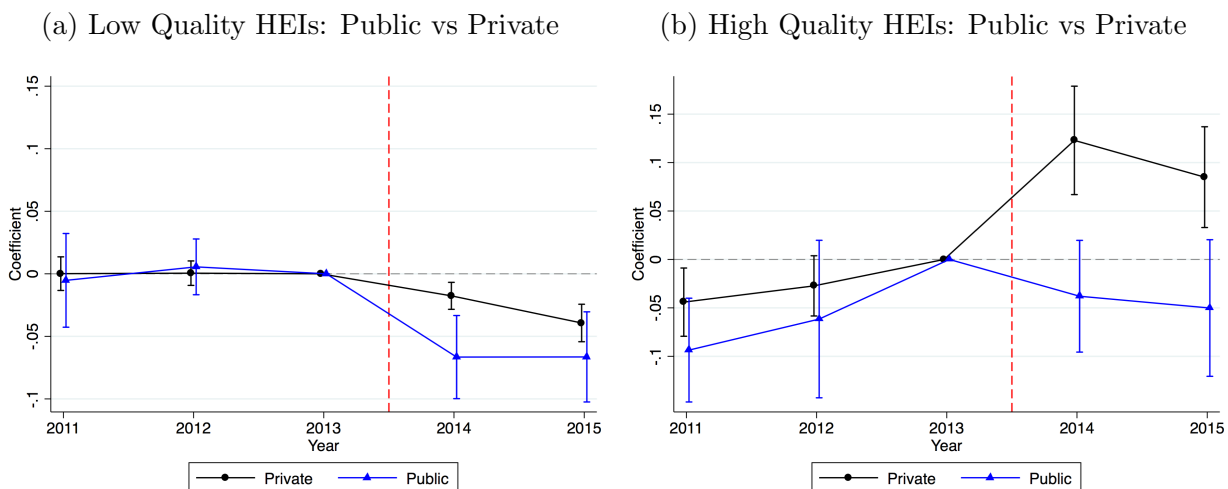 (a) Low Quality HEIs: Public vs Private
.15
.1
.05
0
-.05
-.1
Coefficient
2011 2012 2013 2014 2015
Year
Private Public
(b) High Quality HEIs: Public vs Private
.15
.1
.05
0
-.05
-.1
Coefficient
2011 2012 2013 2014 2015
Year
Private Public